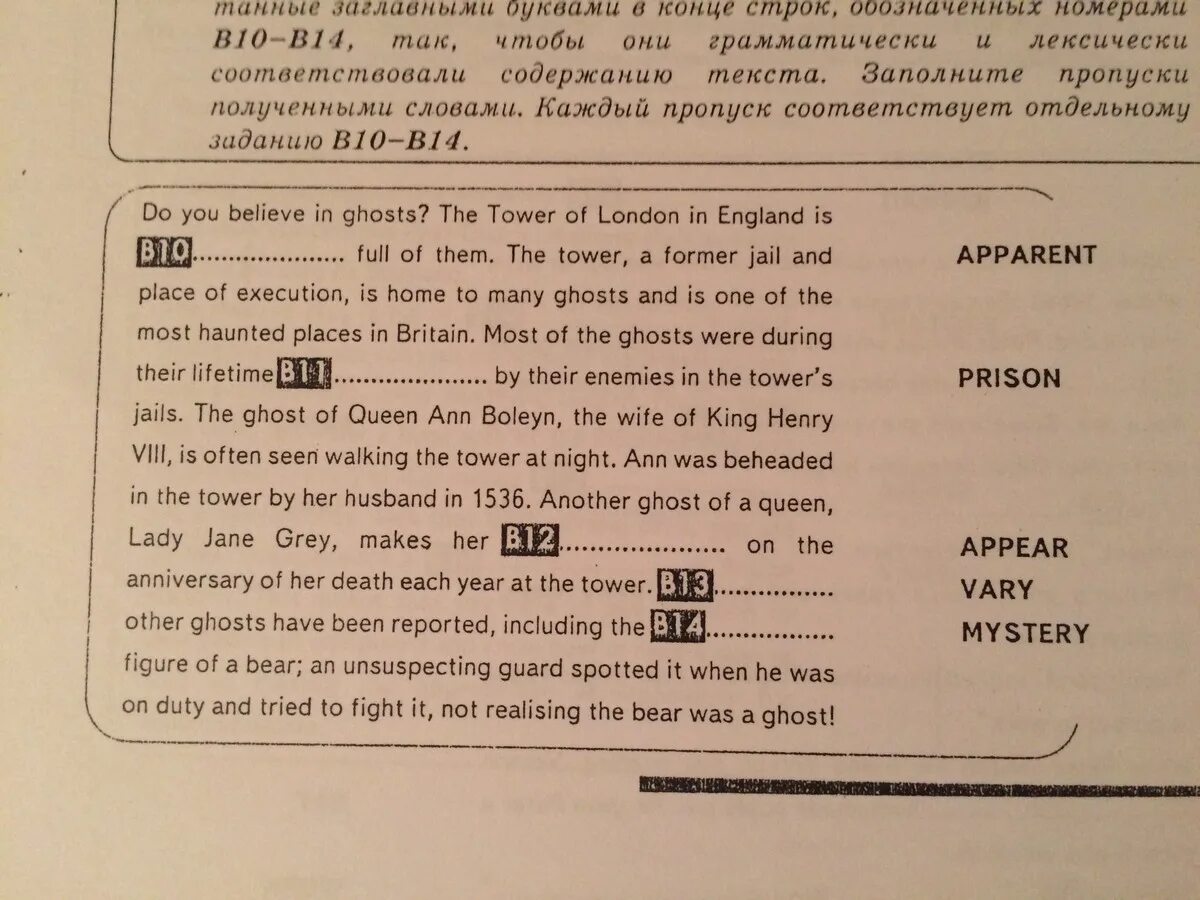 танные заглавными буквами в конце строк, обозначенных номерами
B10–B14, так, чтобы они грамматически и лексически
соответствовали содержанию текста. Заполните пропуски
полученными словами. Каждый пропуск соответствует отдельному
заданию B10–B14.
Do you believe in ghosts? The Tower of London in England is
B10...................... full of them. The tower, a former jail and APPARENT
place of execution, is home to many ghosts and is one of the
most haunted places in Britain. Most of the ghosts were during
their lifetime B11...................... by their enemies in the tower's PRISON
jails. The ghost of Queen Ann Boleyn, the wife of King Henry
VIII, is often seen walking the tower at night. Ann was beheaded
in the tower by her husband in 1536. Another ghost of a queen,
Lady Jane Grey, makes her B12........................ on the APPEAR
anniversary of her death each year at the tower. B13................. VARY
other ghosts have been reported, including the B14.................. MYSTERY
figure of a bear; an unsuspecting guard spotted it when he was
on duty and tried to fight it, not realising the bear was a ghost!